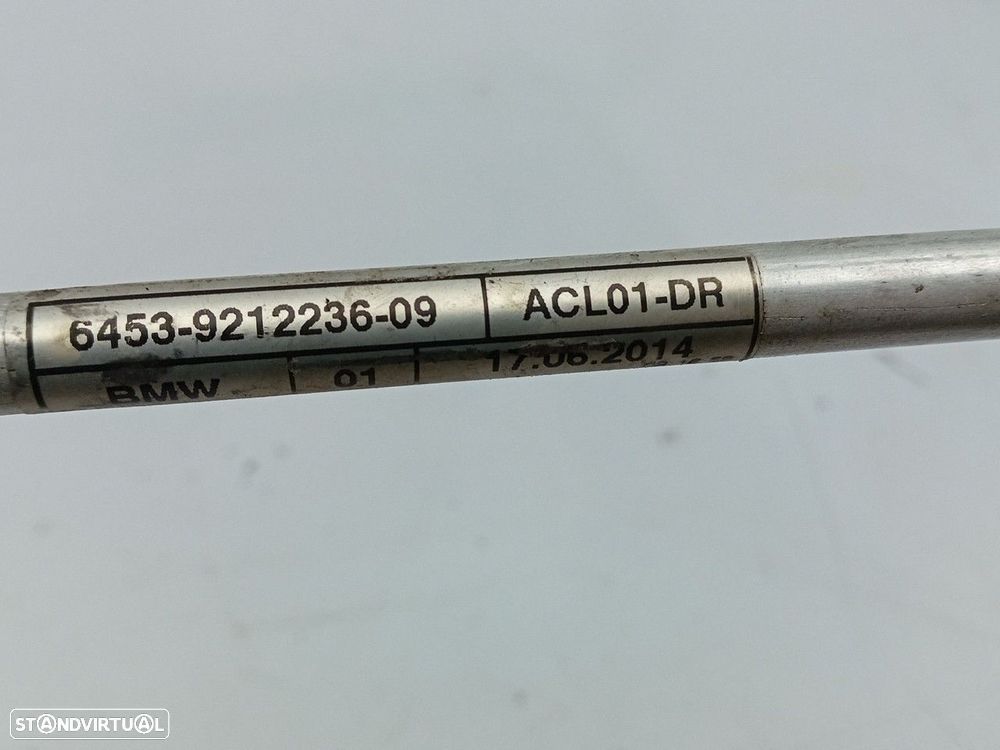 6453-9212236-09 ACL01-DR
BMW 01 17.06.2014
STANDVIRTUAL